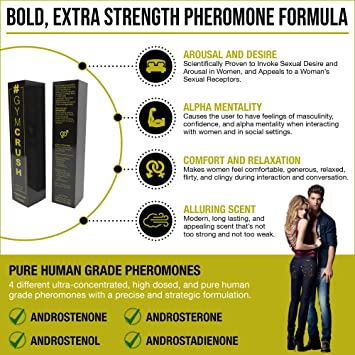 BOLD, EXTRA STRENGTH PHEROMONE FORMULA
#GYMCRUSH
AROUSAL AND DESIRE
Scientifically Proven to Invoke Sexual Desire and
Arousal in Women, and Appeals to a Woman's
Sexual Receptors.
ALPHA MENTALITY
Causes the user to have feelings of masculinity,
confidence, and alpha mentality when interacting
with women and in social settings.
COMFORT AND RELAXATION
Makes women feel comfortable, generous, relaxed,
flirty, and clingy during interaction and conversation.
ALLURING SCENT
Modern, long lasting, and
appealing scent that's not
too strong and not too weak.
PURE HUMAN GRADE PHEROMONES
4 different ultra-concentrated, high dosed, and pure human
grade pheromones with a precise and strategic formulation.
ANDROSTENONE
ANDROSTERONE
ANDROSTENOL
ANDROSTADIENONE